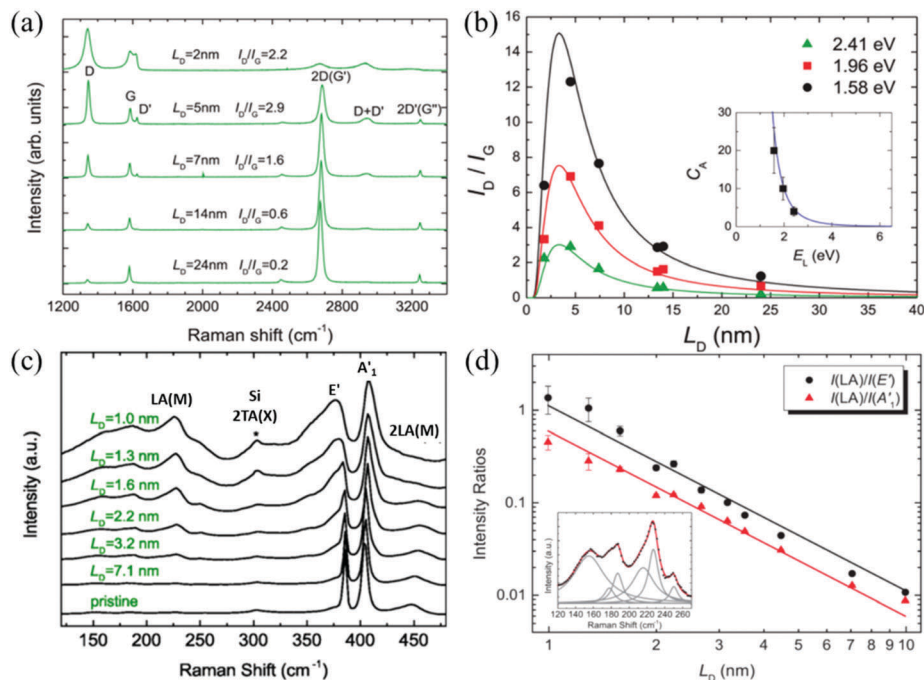 (a)
L_D=2nm I_D/I_G=2.2
D
G
D'
L_D=5nm I_D/I_G=2.9
2D(G')
D+D'
2D'(G'')
L_D=7nm I_D/I_G=1.6
L_D=14nm I_D/I_G=0.6
L_D=24nm I_D/I_G=0.2
Intensity (arb. units)
1200 1600 2000 2400 2800 3200
Raman shift (cm⁻¹)
(b)
16
14
12
10
8
6
4
2
0
I_D / I_G
2.41 eV
1.96 eV
1.58 eV
30
20
10
0
C_A
0 2 4 6
E_L (eV)
0 5 10 15 20 25 30 35 40
L_D (nm)
(c)
A'₁
E'
Si
2TA(X)
*
LA(M)
2LA(M)
L_D=1.0 nm
L_D=1.3 nm
L_D=1.6 nm
L_D=2.2 nm
L_D=3.2 nm
L_D=7.1 nm
pristine
Intensity (a.u.)
150 200 250 300 350 400 450
Raman Shift (cm⁻¹)
(d)
I(LA)/I(E')
I(LA)/I(A'₁)
1
0.1
0.01
Intensity Ratios
Intensity (a.u.)
120 140 160 180 200 220 240 260
Raman Shift (cm⁻¹)
1 2 3 4 5 6 7 8 9 10
L_D (nm)